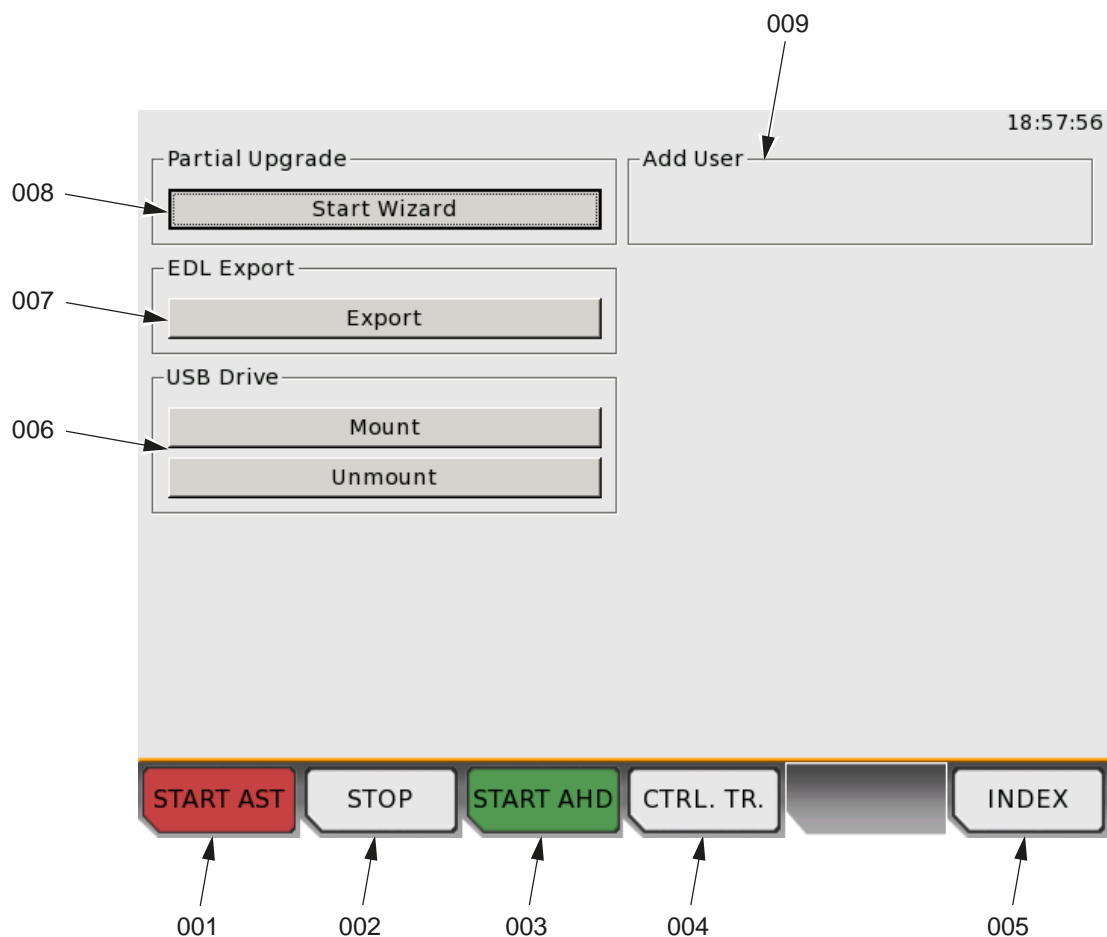 009
18:57:56
Partial Upgrade
Add User
008
Start Wizard
EDL Export
007
Export
USB Drive
006
Mount
Unmount
START AST
STOP
START AHD
CTRL. TR.
INDEX
001
002
003
004
005